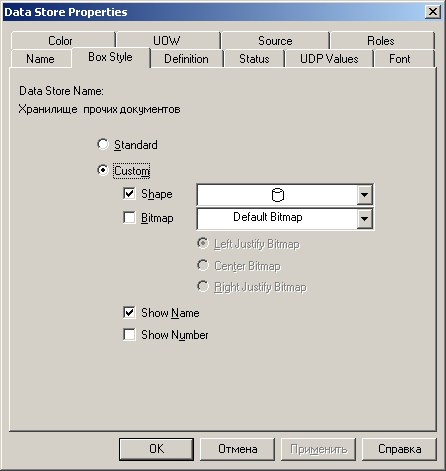 Data Store Properties
Color UOW Source Roles
Name Box Style Definition Status UDP Values Font
Data Store Name:
Хранилище прочих документов
Standard
Custom
Shape
Bitmap Default Bitmap
Left Justify Bitmap
Center Bitmap
Right Justify Bitmap
Show Name
Show Number
OK Отмена Применить Справка